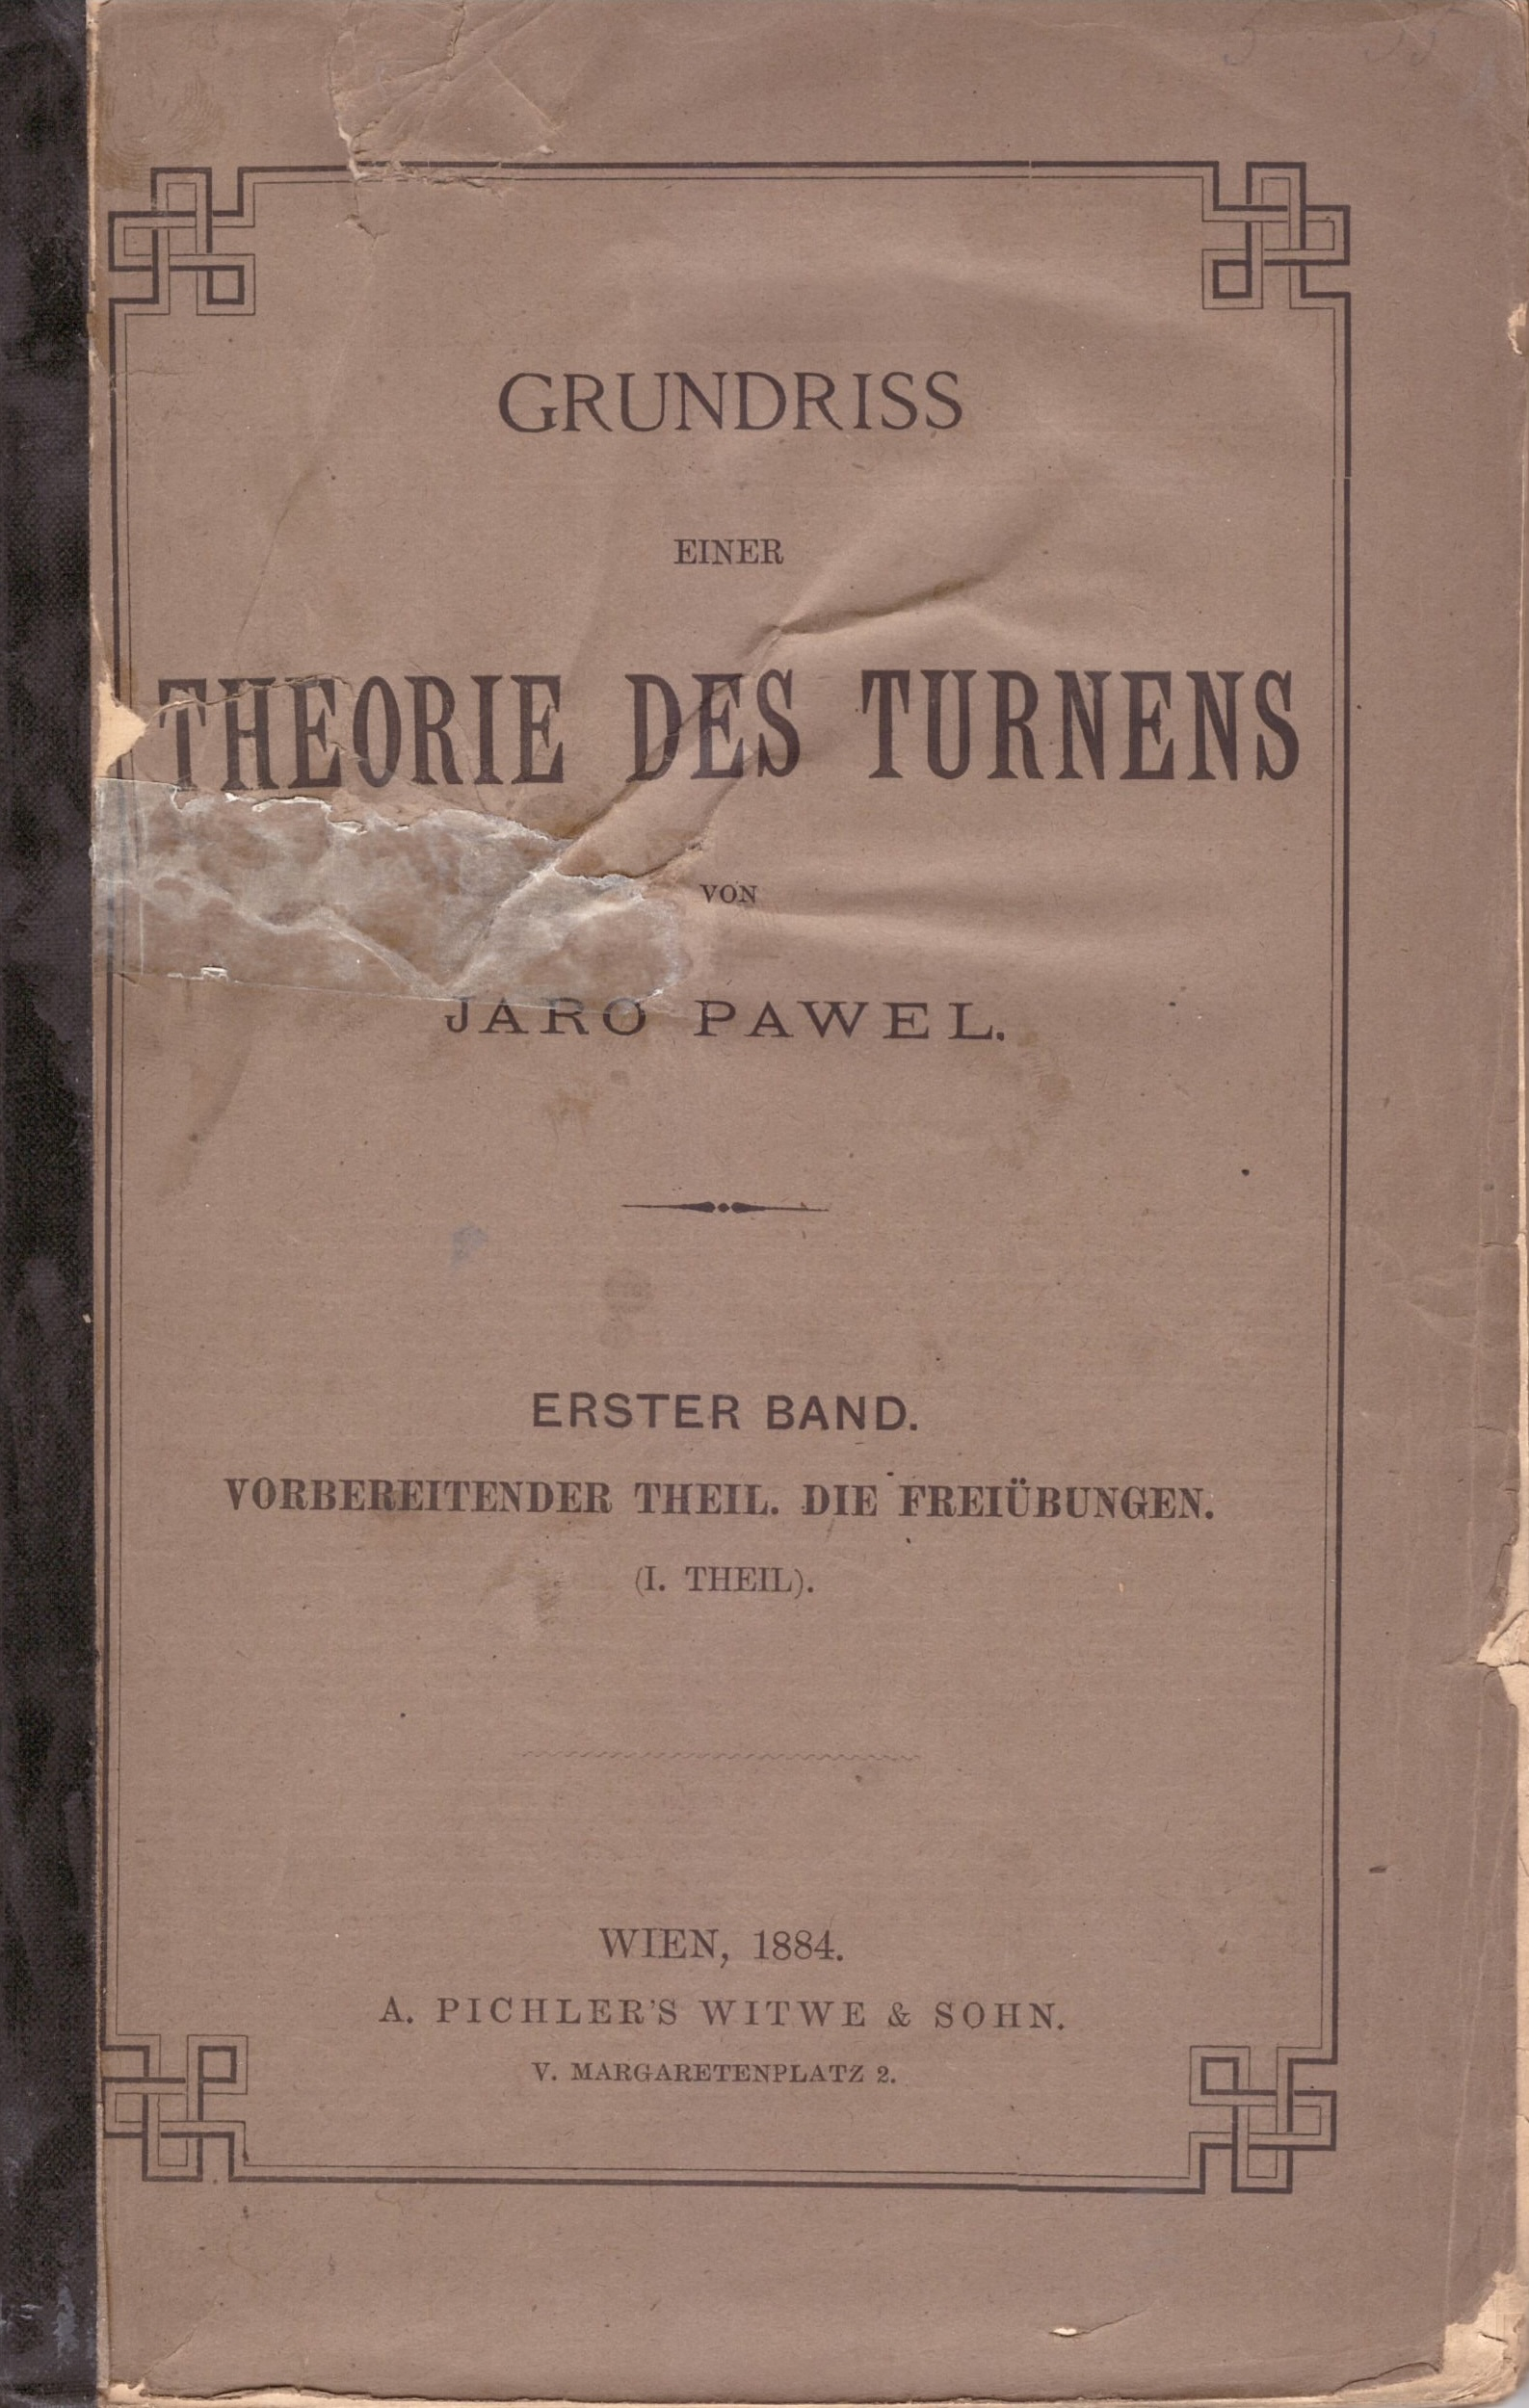 GRUNDRISS
EINER
THEORIE DES TURNENS
VON
JARO PAWEL.
ERSTER BAND.
VORBEREITENDER THEIL. DIE FREIÜBUNGEN.
(I. THEIL).
WIEN, 1884.
A. PICHLER'S WITWE & SOHN.
V. MARGARETENPLATZ 2.